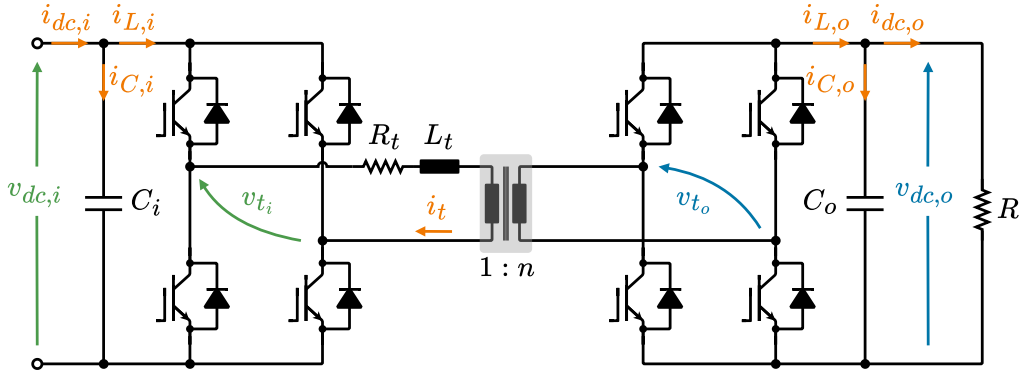 i_{dc,i} i_{L,i} i_{L,o} i_{dc,o}
i_{C,i} i_{C,o}
R_t L_t
v_{dc,i} C_i v_{t_i} i_t v_{t_o} C_o v_{dc,o} R
1 : n